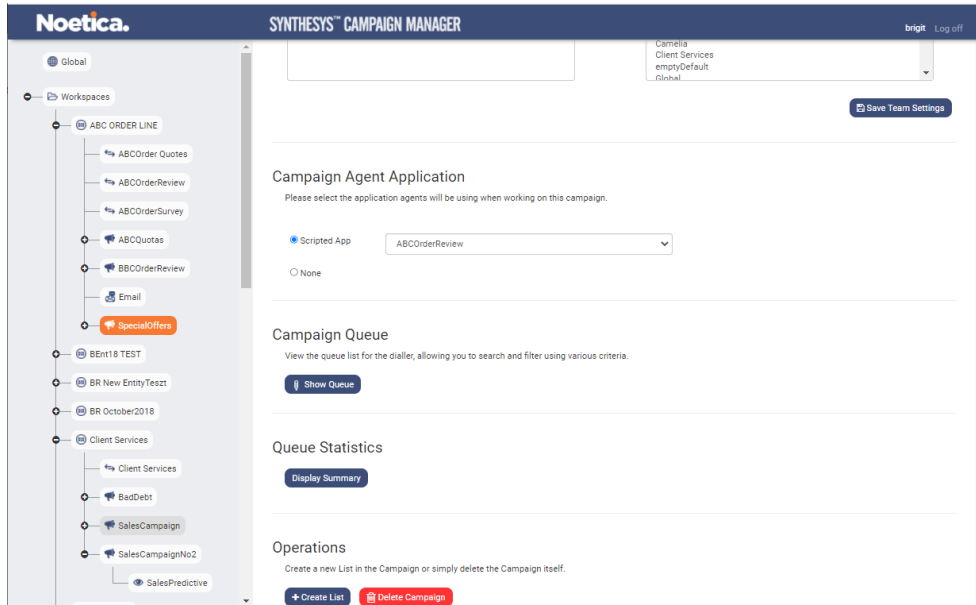 Noetica.
SYNTHESYS™ CAMPAIGN MANAGER
brigit Log off
Global
Workspaces
ABC ORDER LINE
ABCOrder Quotes
ABCOrderReview
ABCOrderSurvey
ABCQuotas
BBCOrderReview
Email
SpecialOffers
BEnt18 TEST
BR New EntityTeszt
BR October2018
Client Services
Client Services
BadDebt
SalesCampaign
SalesCampaignNo2
SalesPredictive
Camelia
Client Services
emptyDefault
Global
Save Team Settings
Campaign Agent Application
Please select the application agents will be using when working on this campaign.
Scripted App
ABCOrderReview
None
Campaign Queue
View the queue list for the dialler, allowing you to search and filter using various criteria.
Show Queue
Queue Statistics
Display Summary
Operations
Create a new List in the Campaign or simply delete the Campaign itself.
+ Create List
Delete Campaign